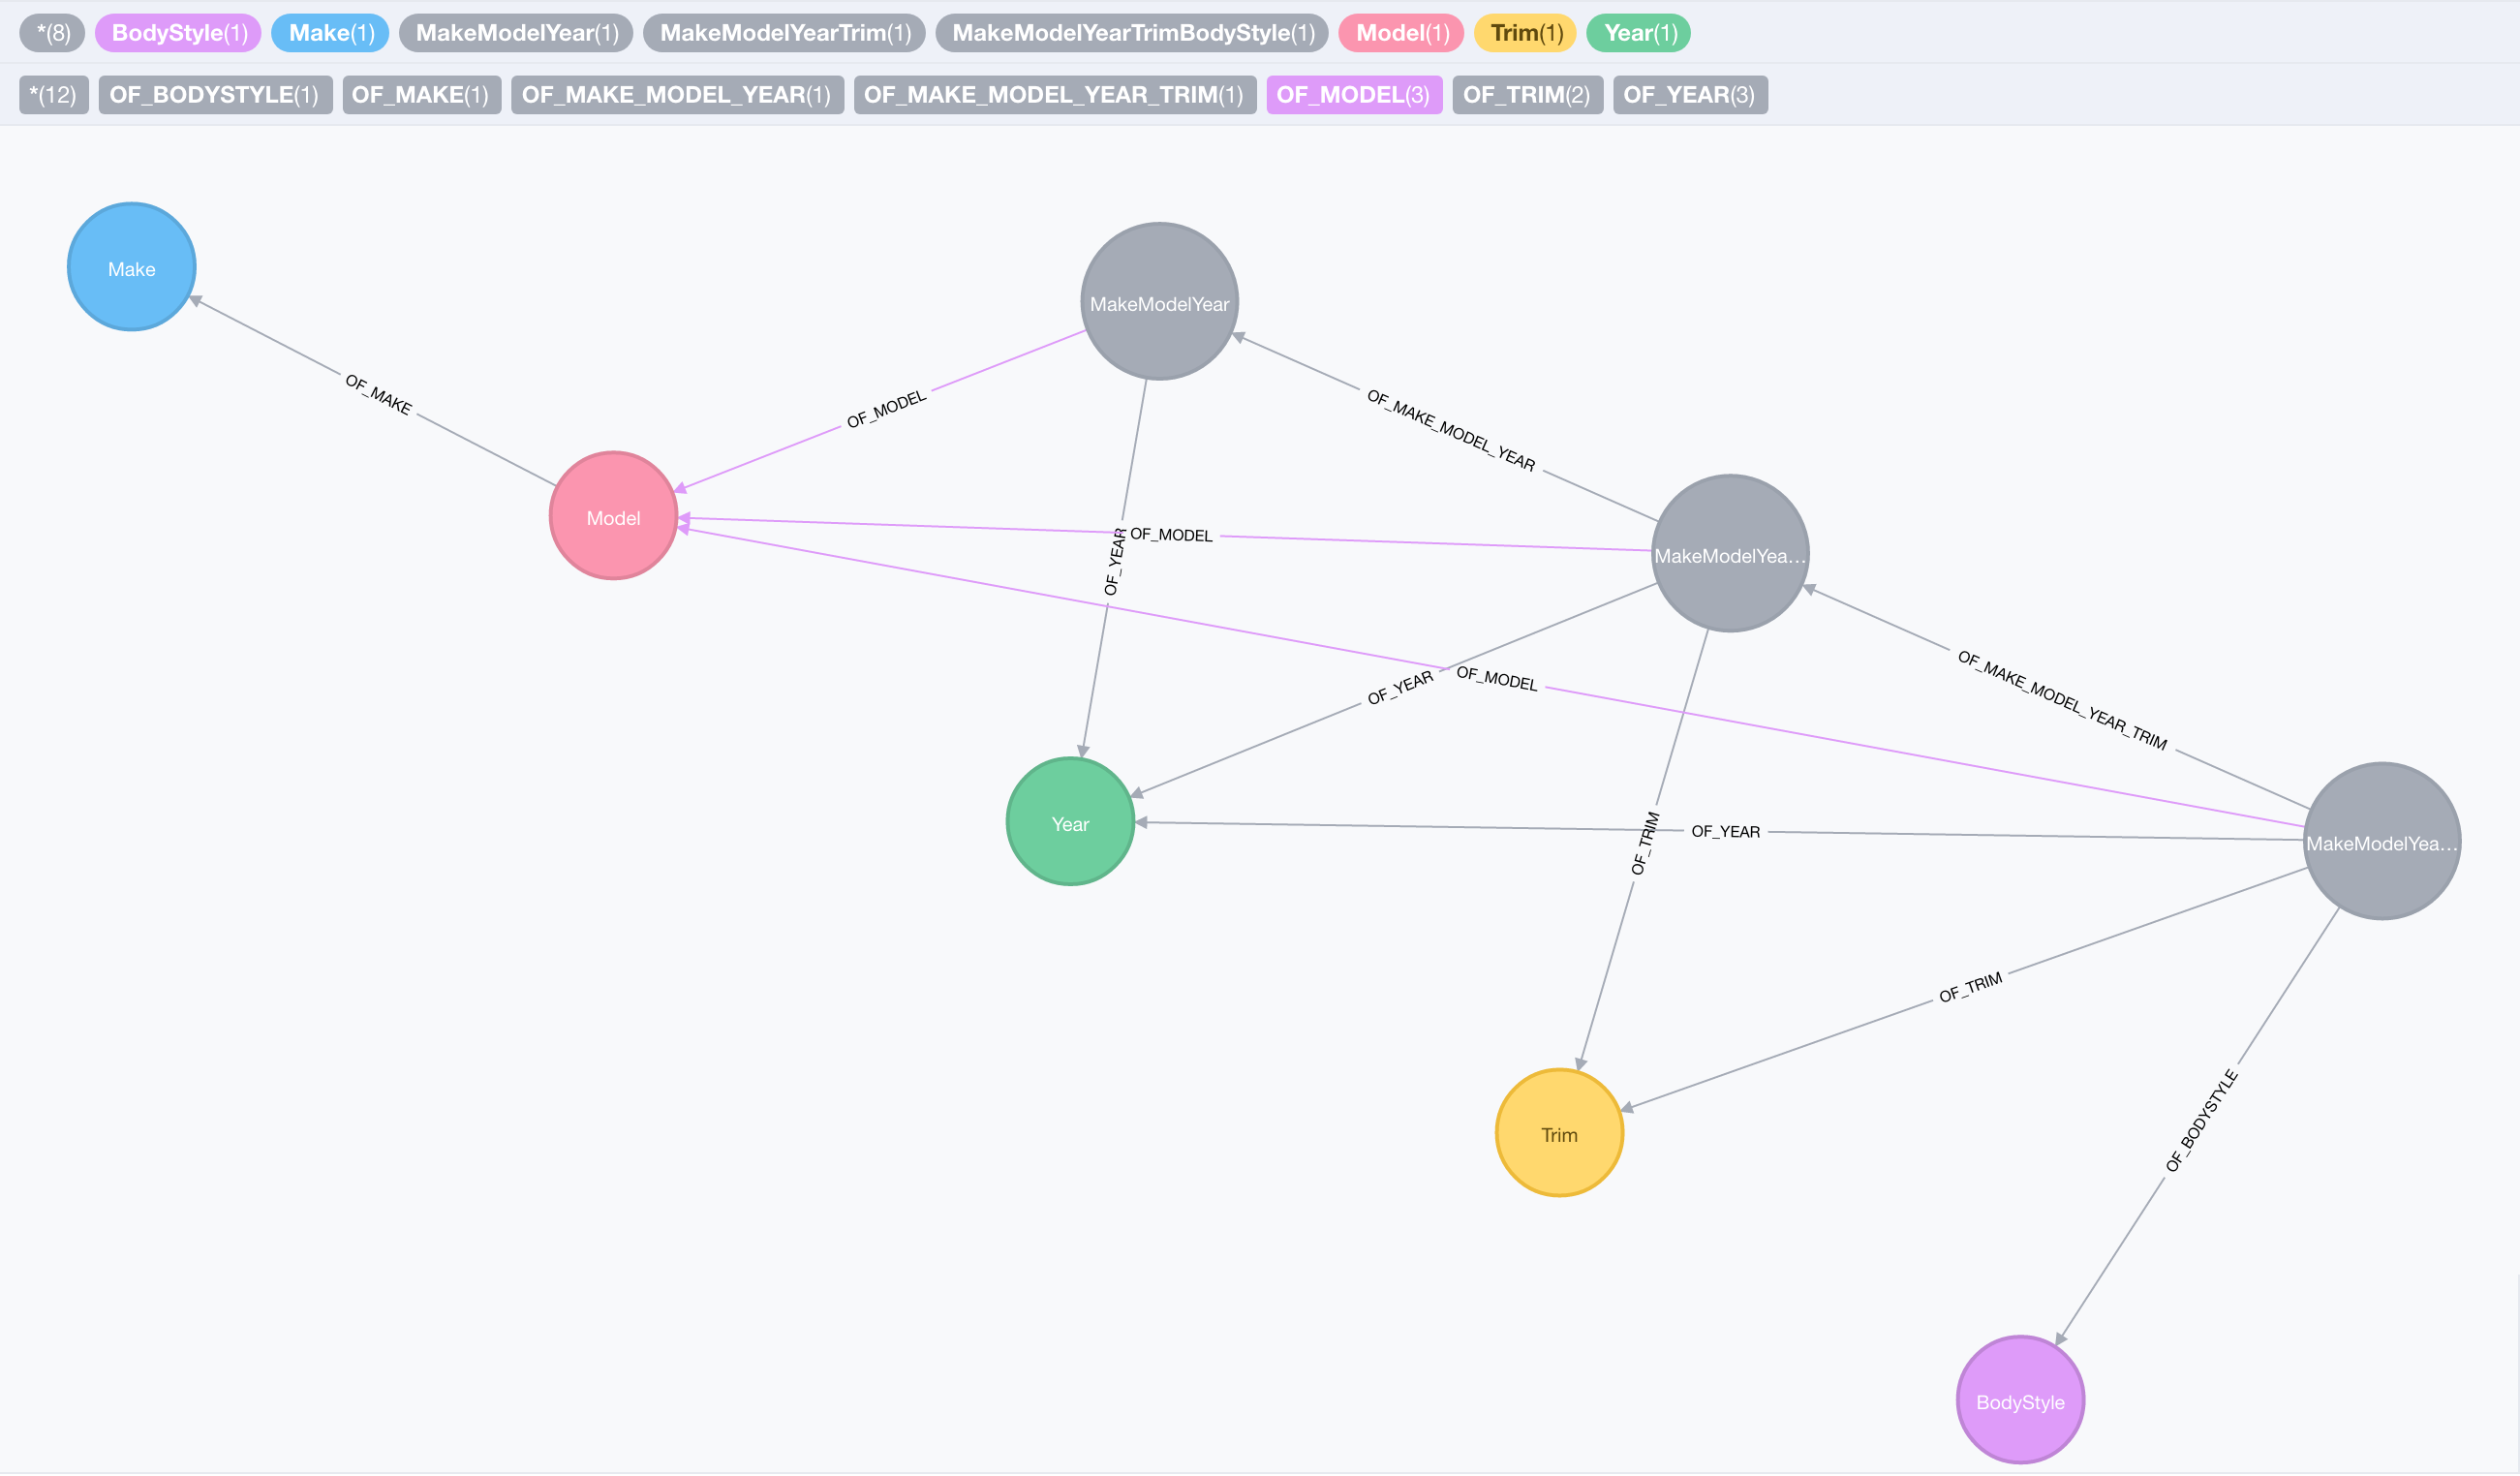 *(8) BodyStyle(1) Make(1) MakeModelYear(1) MakeModelYearTrim(1) MakeModelYearTrimBodyStyle(1) Model(1) Trim(1) Year(1)
*(12) OF_BODYSTYLE(1) OF_MAKE(1) OF_MAKE_MODEL_YEAR(1) OF_MAKE_MODEL_YEAR_TRIM(1) OF_MODEL(3) OF_TRIM(2) OF_YEAR(3)
Make
MakeModelYear
OF_MAKE
OF_MODEL
OF_MAKE_MODEL_YEAR
Model
OF_MODEL
OF_YEAR
MakeModelYea...
OF_YEAR
OF_MODEL
OF_MAKE_MODEL_YEAR_TRIM
Year
OF_YEAR
OF_TRIM
MakeModelYea...
OF_TRIM
Trim
OF_BODYSTYLE
BodyStyle